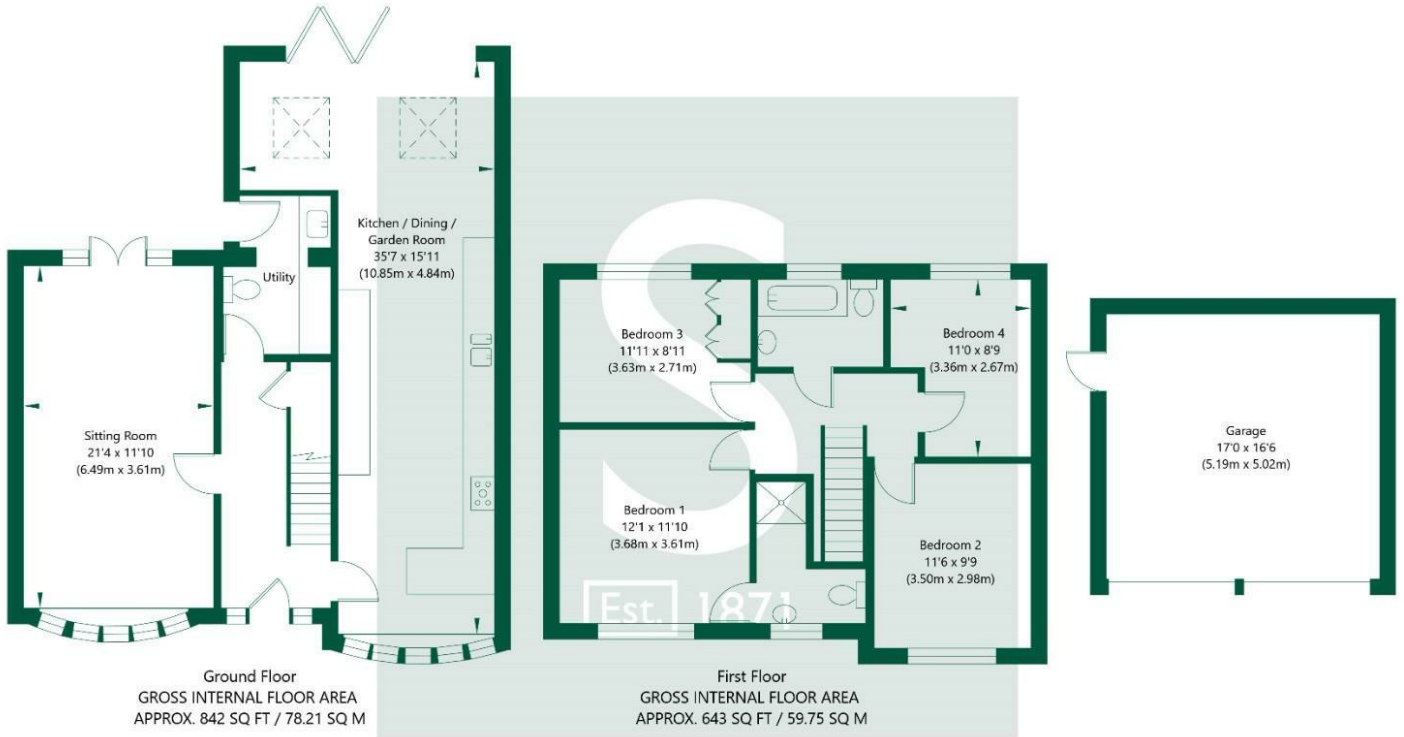 Kitchen / Dining /
Garden Room
35'7 x 15'11
(10.85m x 4.84m)
Utility
Sitting Room
21'4 x 11'10
(6.49m x 3.61m)
Ground Floor
GROSS INTERNAL FLOOR AREA
APPROX. 842 SQ FT / 78.21 SQ M
S
Bedroom 3
11'11 x 8'11
(3.63m x 2.71m)
Bedroom 4
11'0 x 8'9
(3.36m x 2.67m)
Bedroom 1
12'1 x 11'10
(3.68m x 3.61m)
Bedroom 2
11'6 x 9'9
(3.50m x 2.98m)
Est. 1871
First Floor
GROSS INTERNAL FLOOR AREA
APPROX. 643 SQ FT / 59.75 SQ M
Garage
17'0 x 16'6
(5.19m x 5.02m)